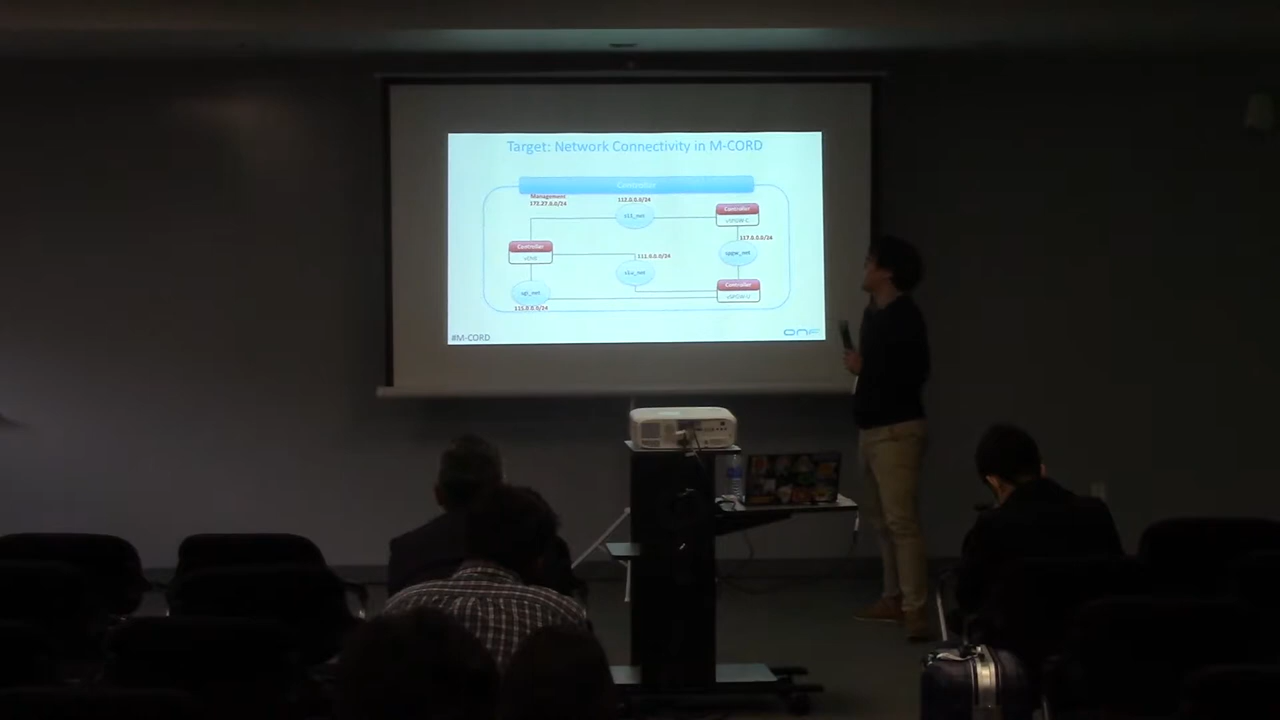 Target: Network Connectivity in M-CORD
Controller
Management
172.27.0.0/24
112.0.0.0/24
s11_net
Controller
vSPGW-C
117.0.0.0/24
Controller
vENB
111.0.0.0/24
spgw_net
s1u_net
Controller
vSPGW-U
sgi_net
115.0.0.0/24
#M-CORD
ONF